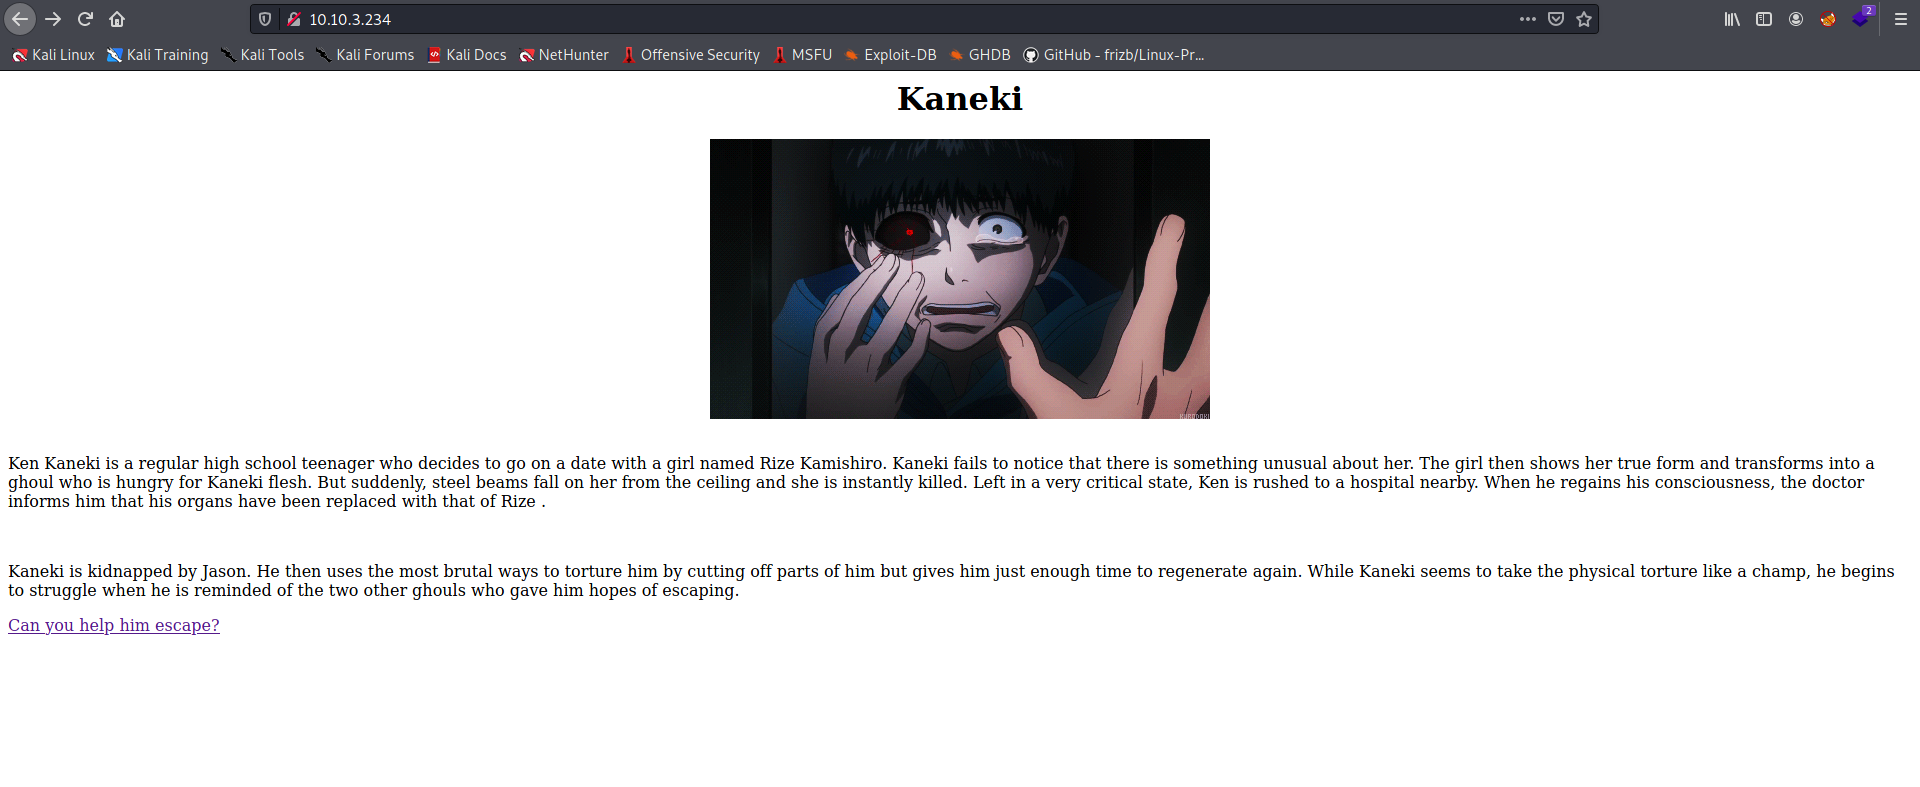 10.10.3.234
2
Kali Linux Kali Training Kali Tools Kali Forums Kali Docs NetHunter Offensive Security MSFU Exploit-DB GHDB GitHub - frizb/Linux-Pr...
Kaneki
Ken Kaneki is a regular high school teenager who decides to go on a date with a girl named Rize Kamishiro. Kaneki fails to notice that there is something unusual about her. The girl then shows her true form and transforms into a
ghoul who is hungry for Kaneki flesh. But suddenly, steel beams fall on her from the ceiling and she is instantly killed. Left in a very critical state, Ken is rushed to a hospital nearby. When he regains his consciousness, the doctor
informs him that his organs have been replaced with that of Rize .
Kaneki is kidnapped by Jason. He then uses the most brutal ways to torture him by cutting off parts of him but gives him just enough time to regenerate again. While Kaneki seems to take the physical torture like a champ, he begins
to struggle when he is reminded of the two other ghouls who gave him hopes of escaping.
Can you help him escape?